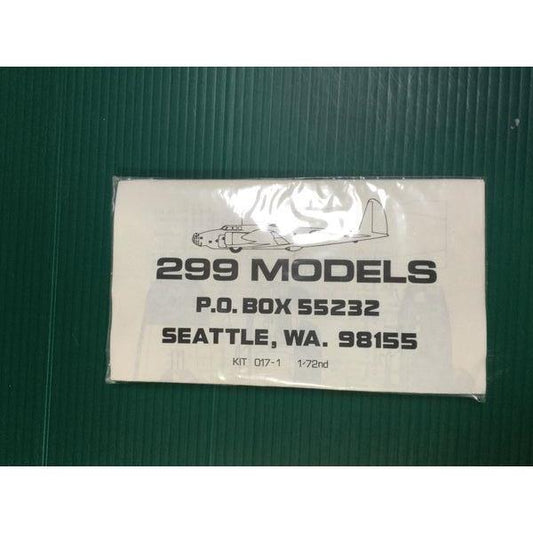 299 MODELS
P.O. BOX 55232
SEATTLE, WA. 98155
KIT 017-1 1/72nd